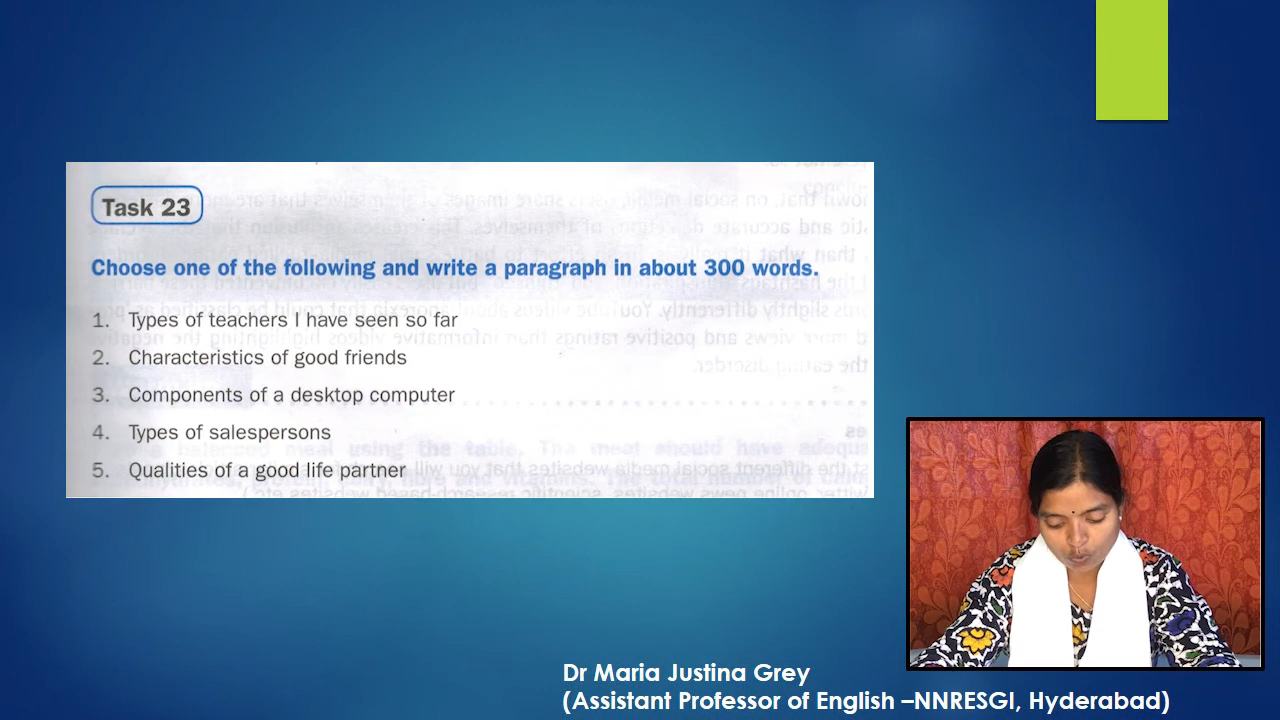 Task 23
Choose one of the following and write a paragraph in about 300 words.
1. Types of teachers I have seen so far
2. Characteristics of good friends
3. Components of a desktop computer
4. Types of salespersons
5. Qualities of a good life partner
Dr Maria Justina Grey
(Assistant Professor of English –NNRESGI, Hyderabad)